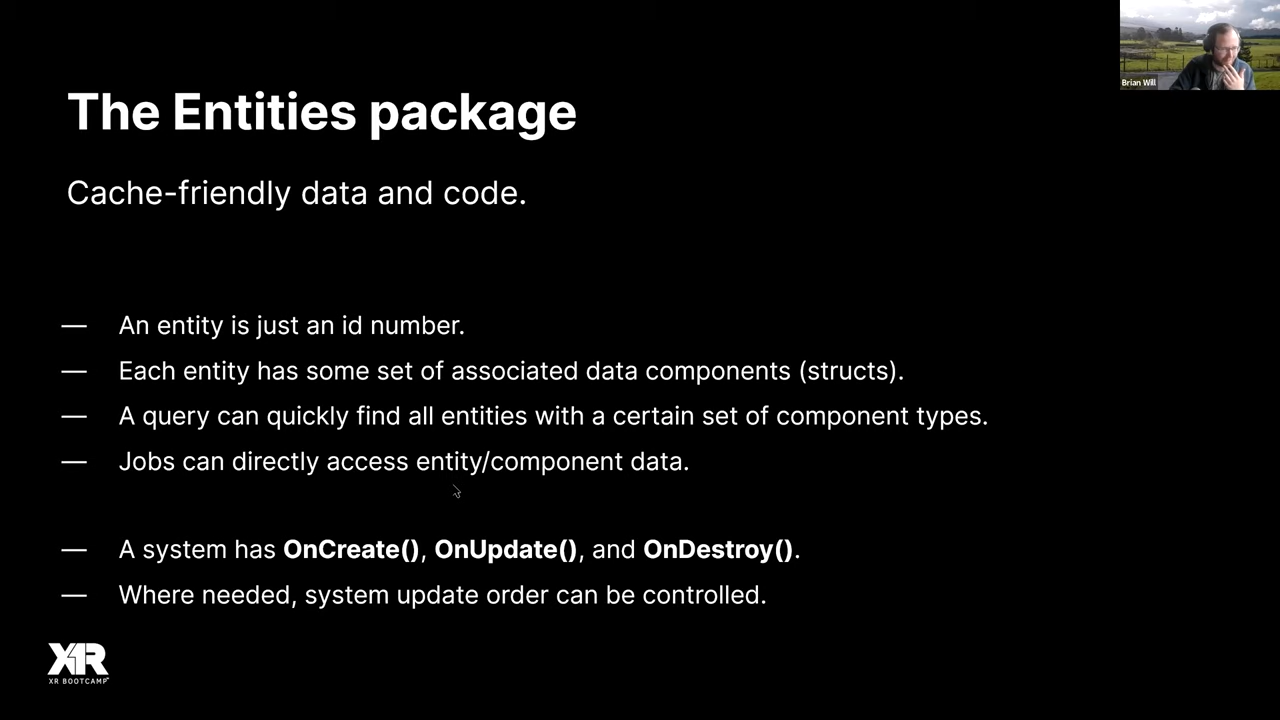 Brian Will
The Entities package
Cache-friendly data and code.
— An entity is just an id number.
— Each entity has some set of associated data components (structs).
— A query can quickly find all entities with a certain set of component types.
— Jobs can directly access entity/component data.
— A system has OnCreate(), OnUpdate(), and OnDestroy().
— Where needed, system update order can be controlled.
XR
XR BOOTCAMP